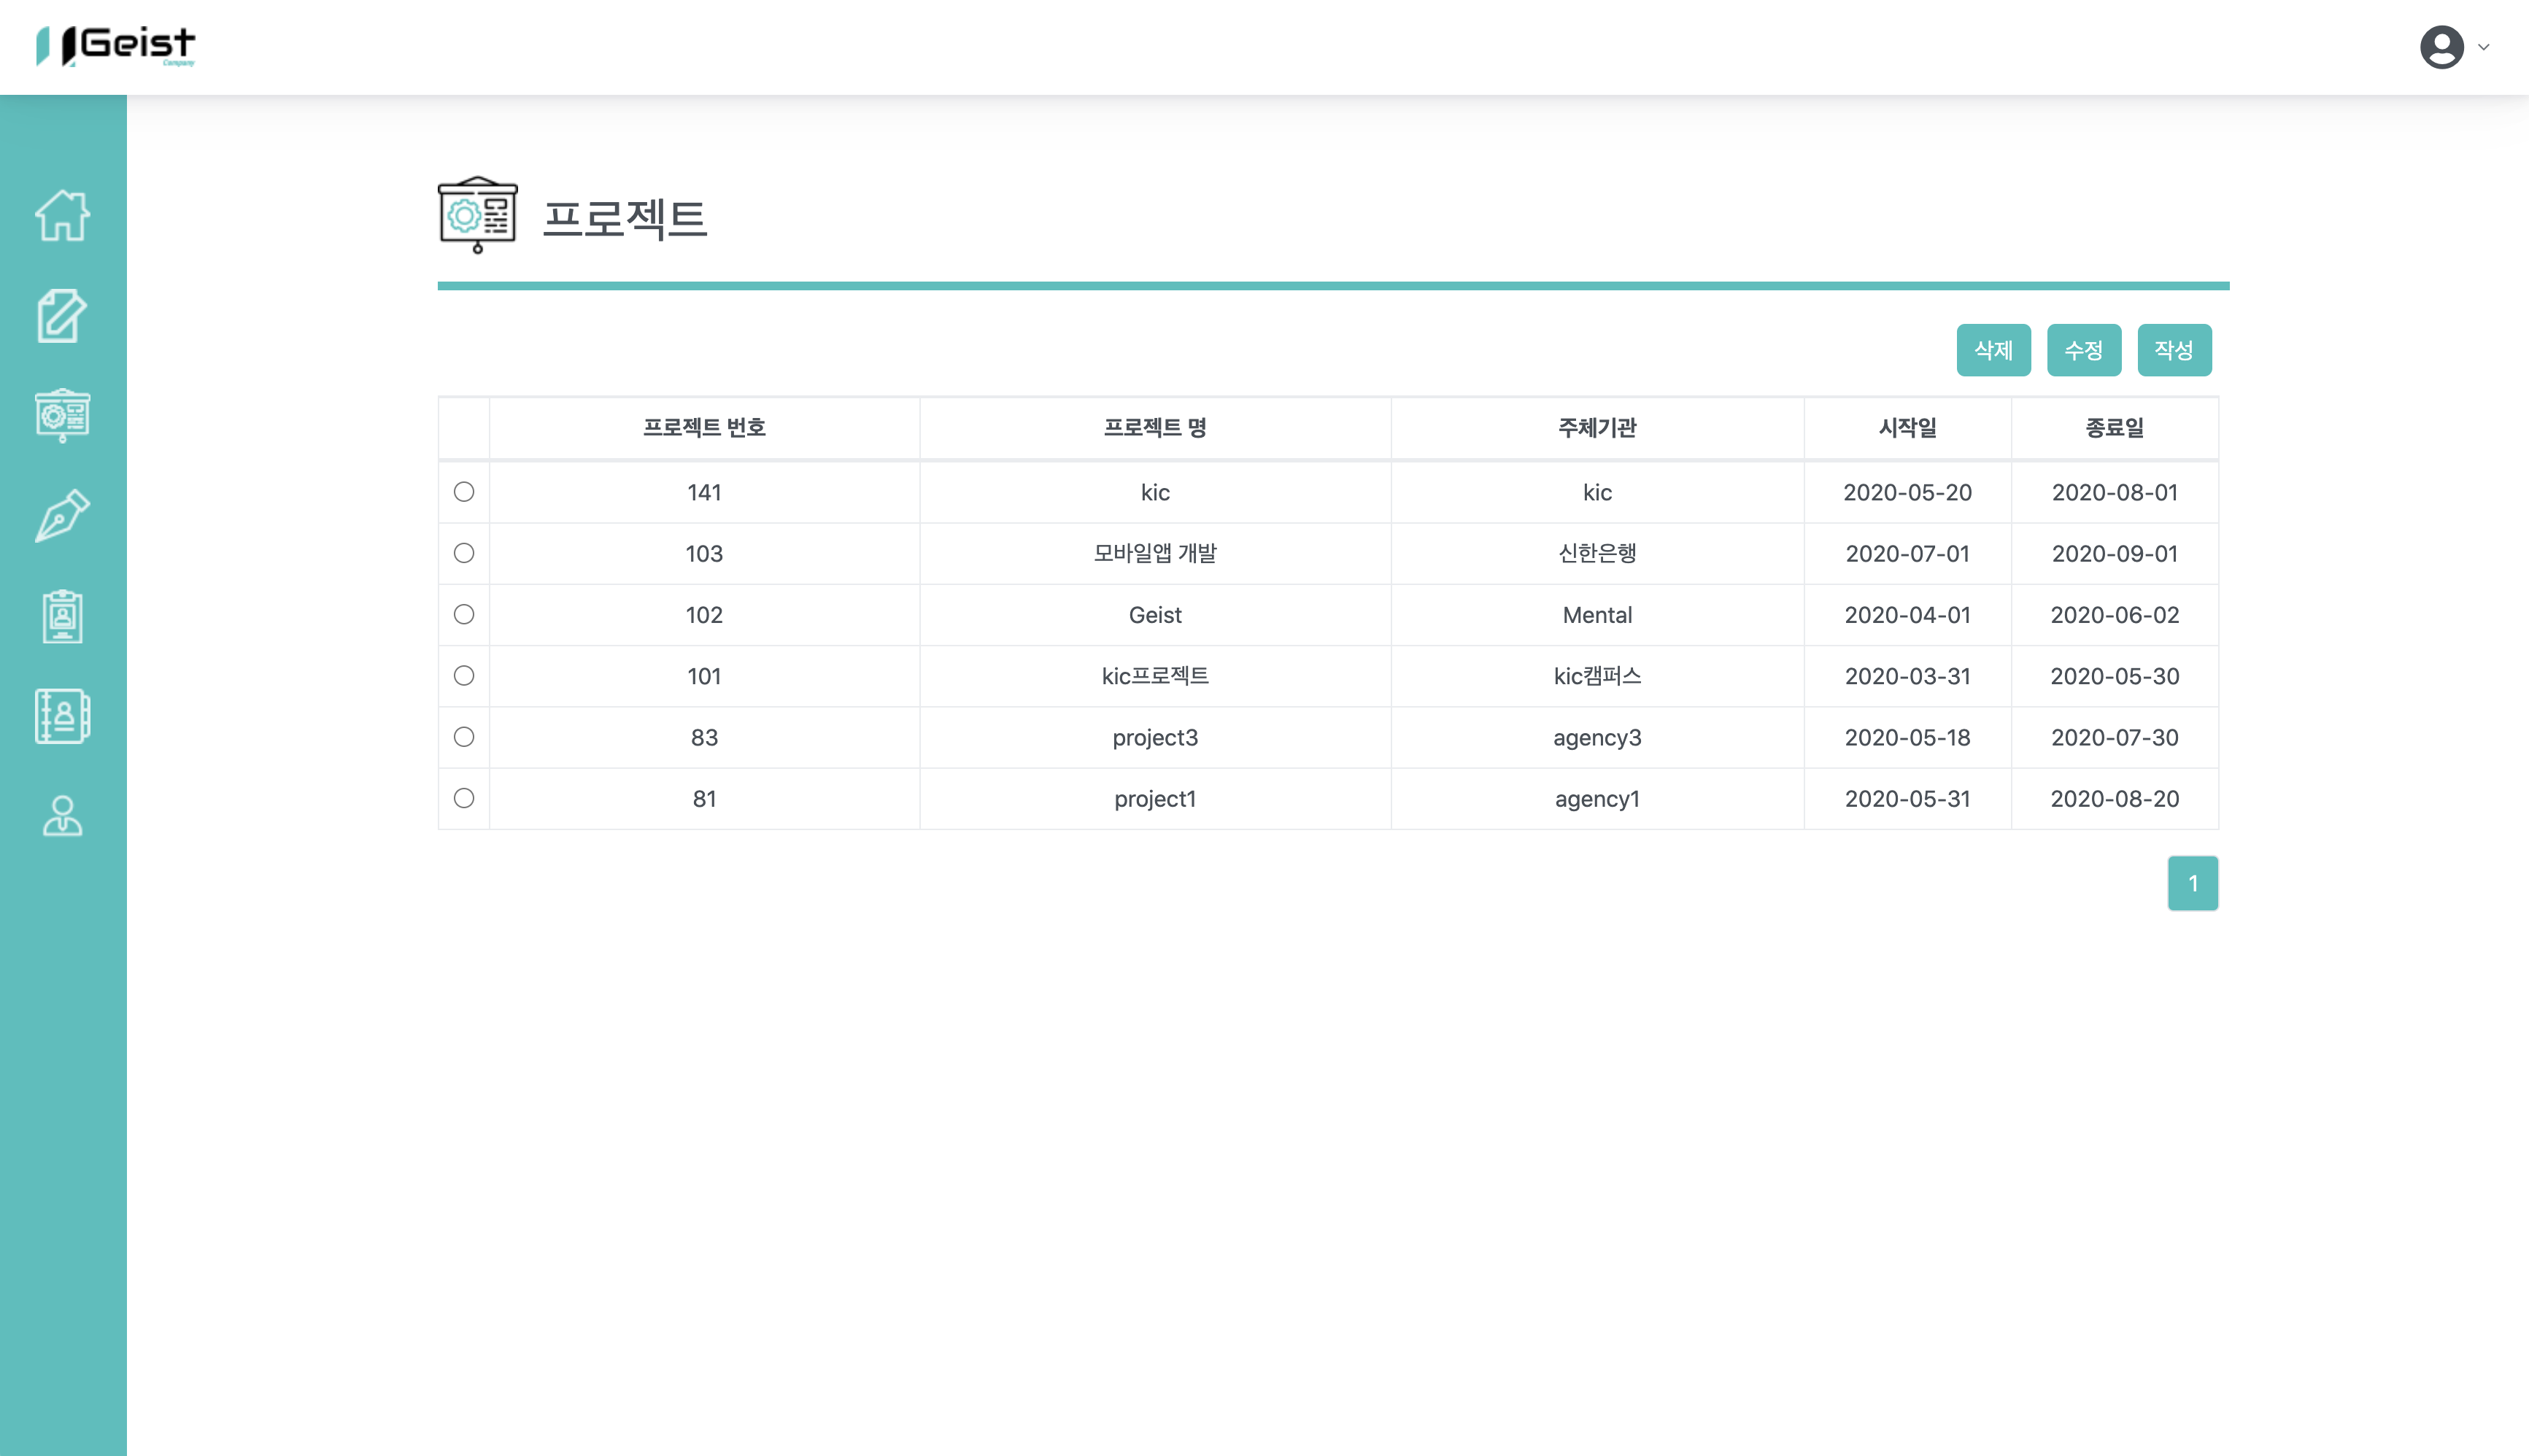 Geist
Company
프로젝트
삭제 수정 작성
프로젝트 번호 프로젝트 명 주체기관 시작일 종료일
141 kic kic 2020-05-20 2020-08-01
103 모바일앱 개발 신한은행 2020-07-01 2020-09-01
102 Geist Mental 2020-04-01 2020-06-02
101 kic프로젝트 kic캠퍼스 2020-03-31 2020-05-30
83 project3 agency3 2020-05-18 2020-07-30
81 project1 agency1 2020-05-31 2020-08-20
1